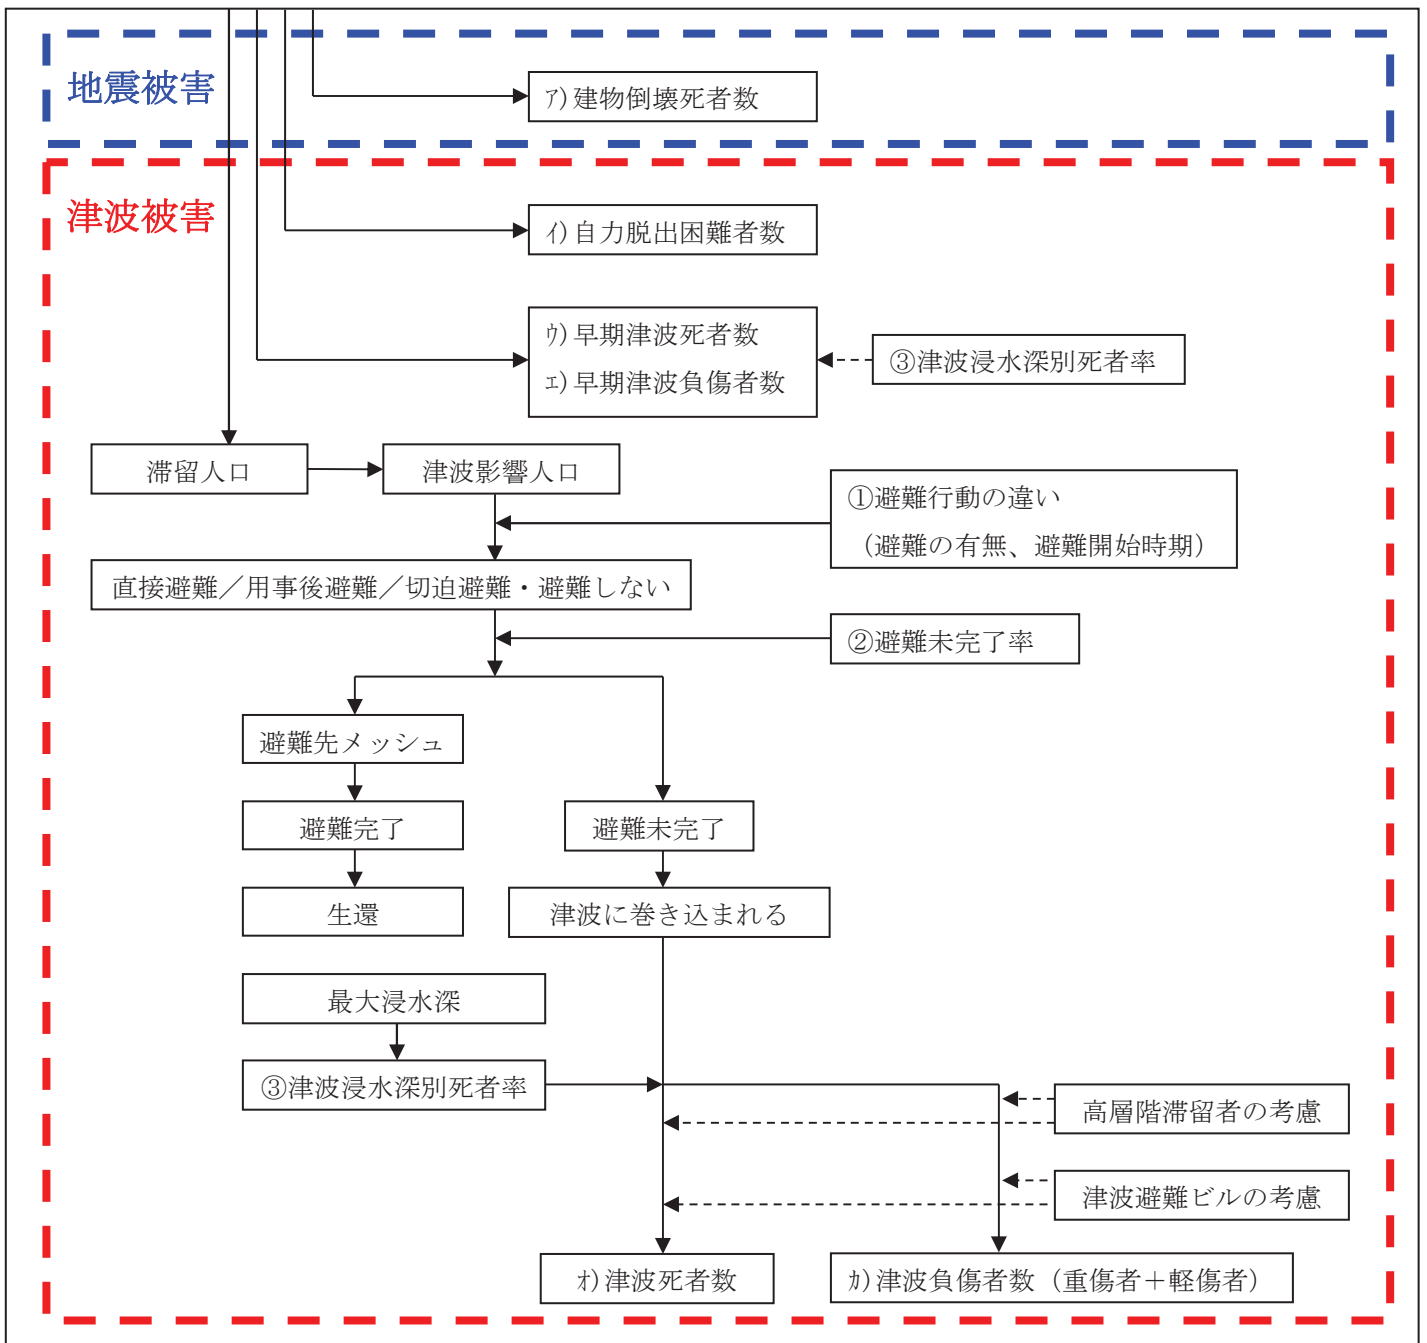 地震被害
ｱ)建物倒壊死者数
津波被害
ｲ)自力脱出困難者数
ｳ)早期津波死者数
ｴ)早期津波負傷者数
③津波浸水深別死者率
滞留人口
津波影響人口
①避難行動の違い
（避難の有無、避難開始時期）
直接避難／用事後避難／切迫避難・避難しない
②避難未完了率
避難先メッシュ
避難完了
避難未完了
生還
津波に巻き込まれる
最大浸水深
③津波浸水深別死者率
高層階滞留者の考慮
津波避難ビルの考慮
ｵ)津波死者数
ｶ)津波負傷者数（重傷者＋軽傷者）